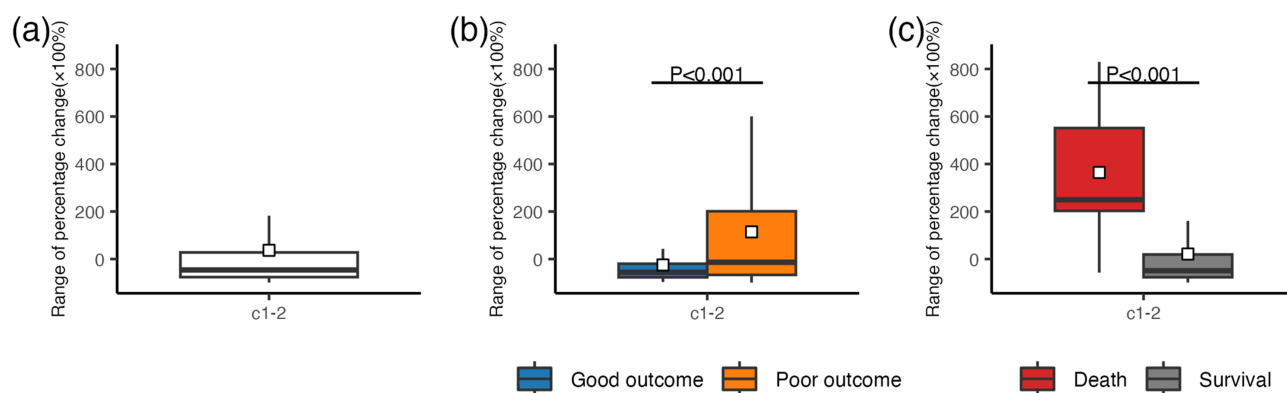 (a)
Range of percentage change(×100%)
800
600
400
200
0
c1-2
(b)
Range of percentage change(×100%)
800
600
400
200
0
P<0.001
c1-2
Good outcome
Poor outcome
(c)
Range of percentage change(×100%)
800
600
400
200
0
P<0.001
c1-2
Death
Survival